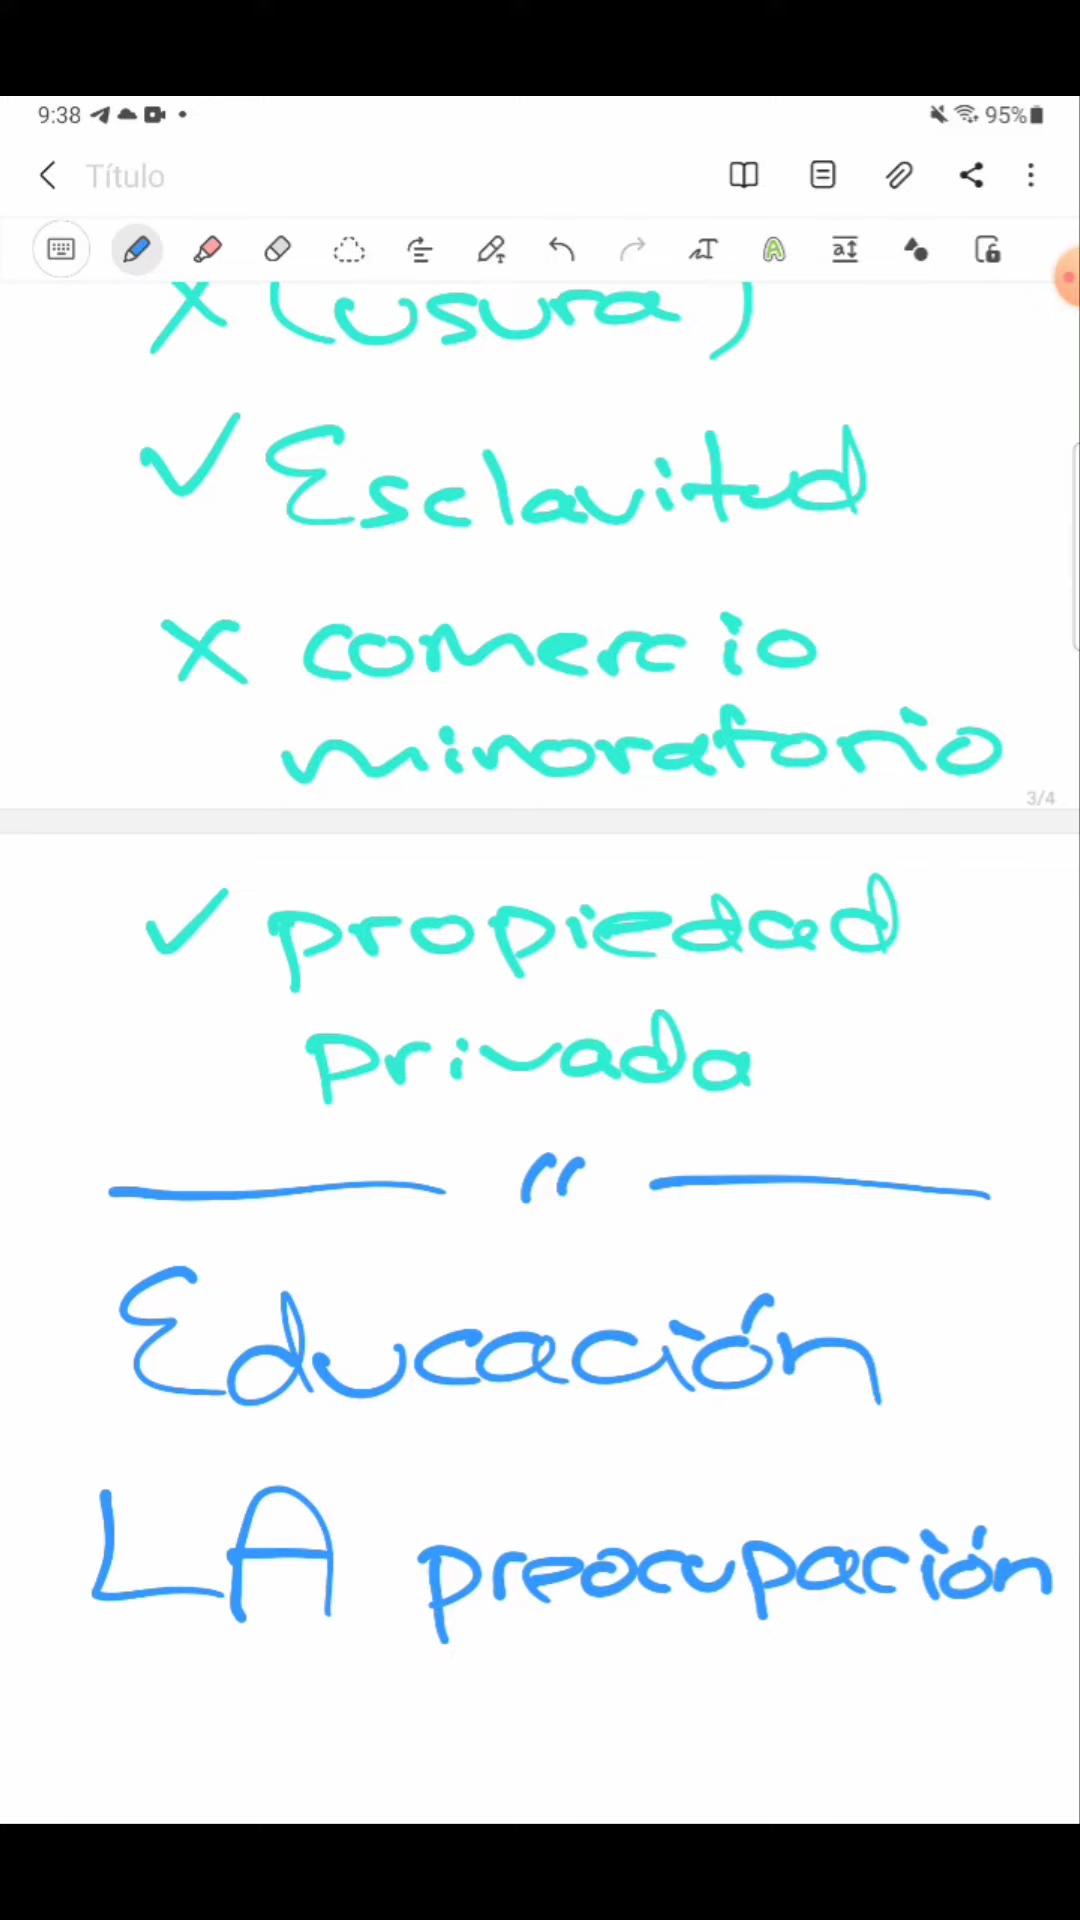 9:38 95%
Título
X (usura)
✓ Esclavitud
X comercio
minoratorio
3/4
✓ propiedad
privada
——— " ———
Educación
LA preocupación